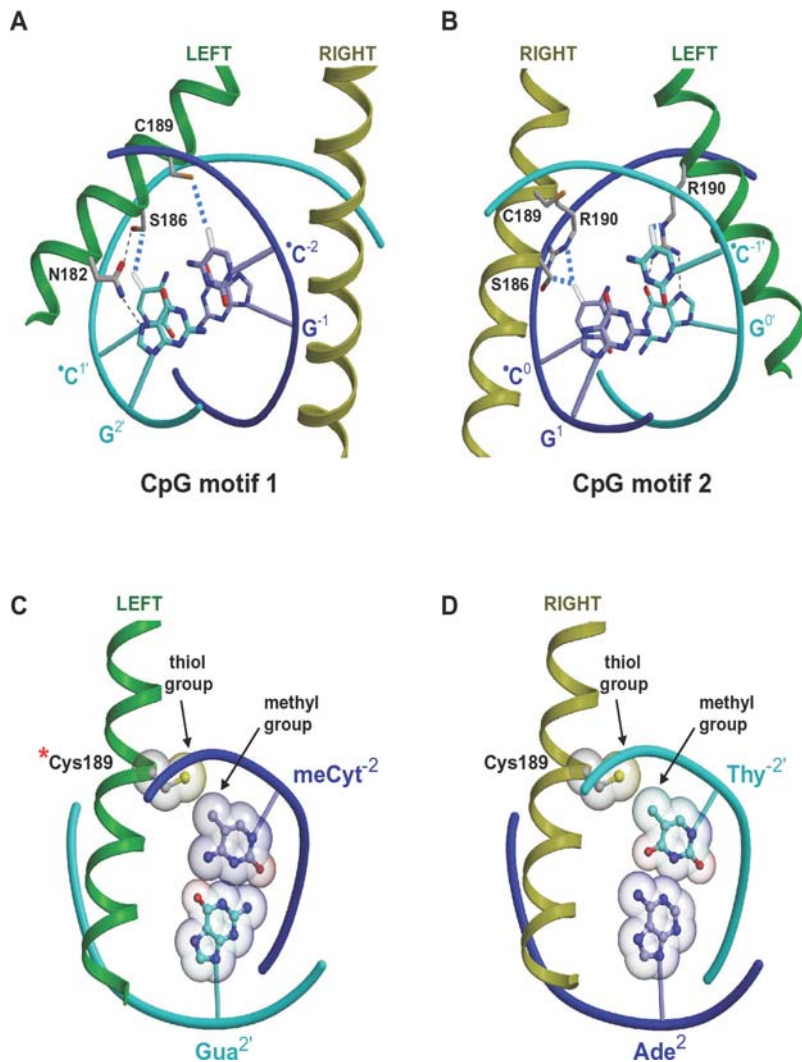 A
LEFT
RIGHT
C189
S186
N182
•C-2
G-1
•C1'
G2'
CpG motif 1
B
RIGHT
LEFT
R190
C189
R190
S186
•C-1'
G0'
•C0
G1
CpG motif 2
C
LEFT
thiol
group
methyl
group
*Cys189
meCyt-2
Gua2'
D
RIGHT
thiol
group
methyl
group
Cys189
Thy-2'
Ade2